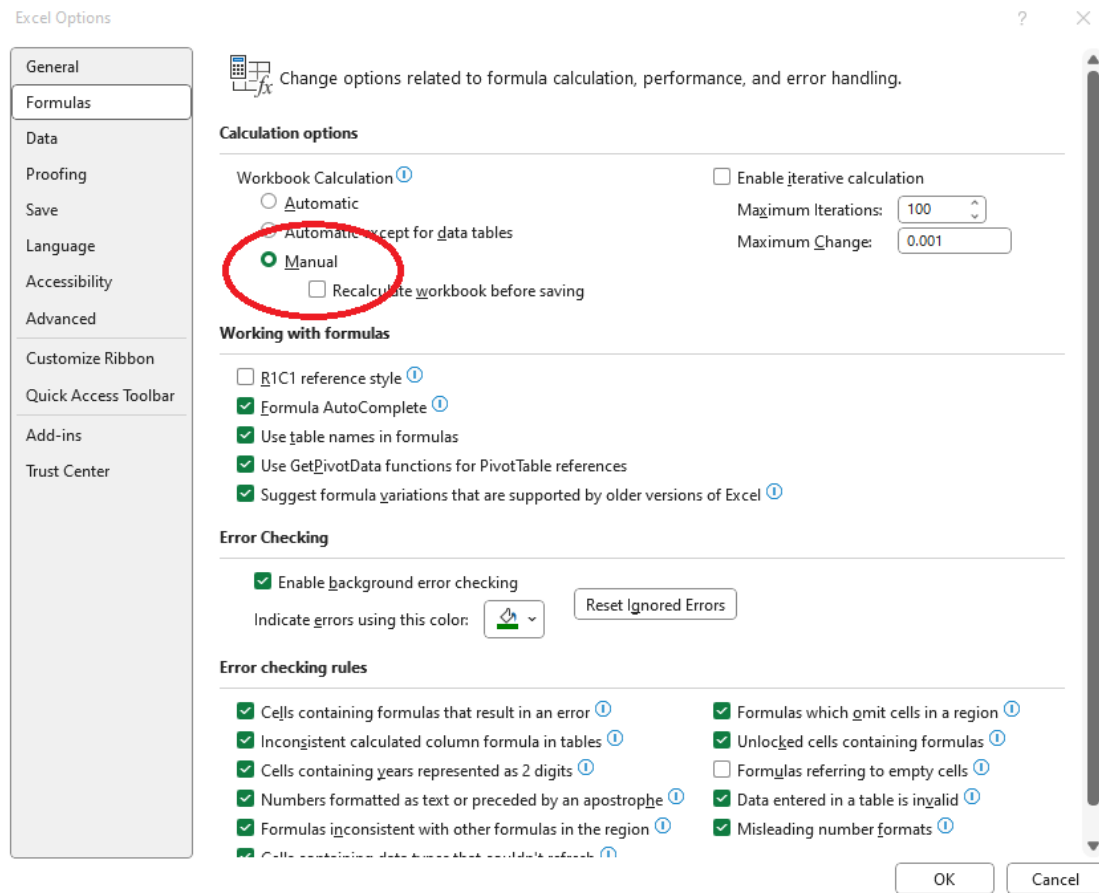 Excel Options
General
Formulas
Data
Proofing
Save
Language
Accessibility
Advanced
Customize Ribbon
Quick Access Toolbar
Add-ins
Trust Center
Change options related to formula calculation, performance, and error handling.
Calculation options
Workbook Calculation
Automatic
Automatic except for data tables
Manual
Recalculate workbook before saving
Enable iterative calculation
Maximum Iterations: 100
Maximum Change: 0.001
Working with formulas
R1C1 reference style
Formula AutoComplete
Use table names in formulas
Use GetPivotData functions for PivotTable references
Suggest formula variations that are supported by older versions of Excel
Error Checking
Enable background error checking
Indicate errors using this color:
Reset Ignored Errors
Error checking rules
Cells containing formulas that result in an error
Inconsistent calculated column formula in tables
Cells containing years represented as 2 digits
Numbers formatted as text or preceded by an apostrophe
Formulas inconsistent with other formulas in the region
Cells containing data types that couldn't refresh
Formulas which omit cells in a region
Unlocked cells containing formulas
Formulas referring to empty cells
Data entered in a table is invalid
Misleading number formats
OK
Cancel